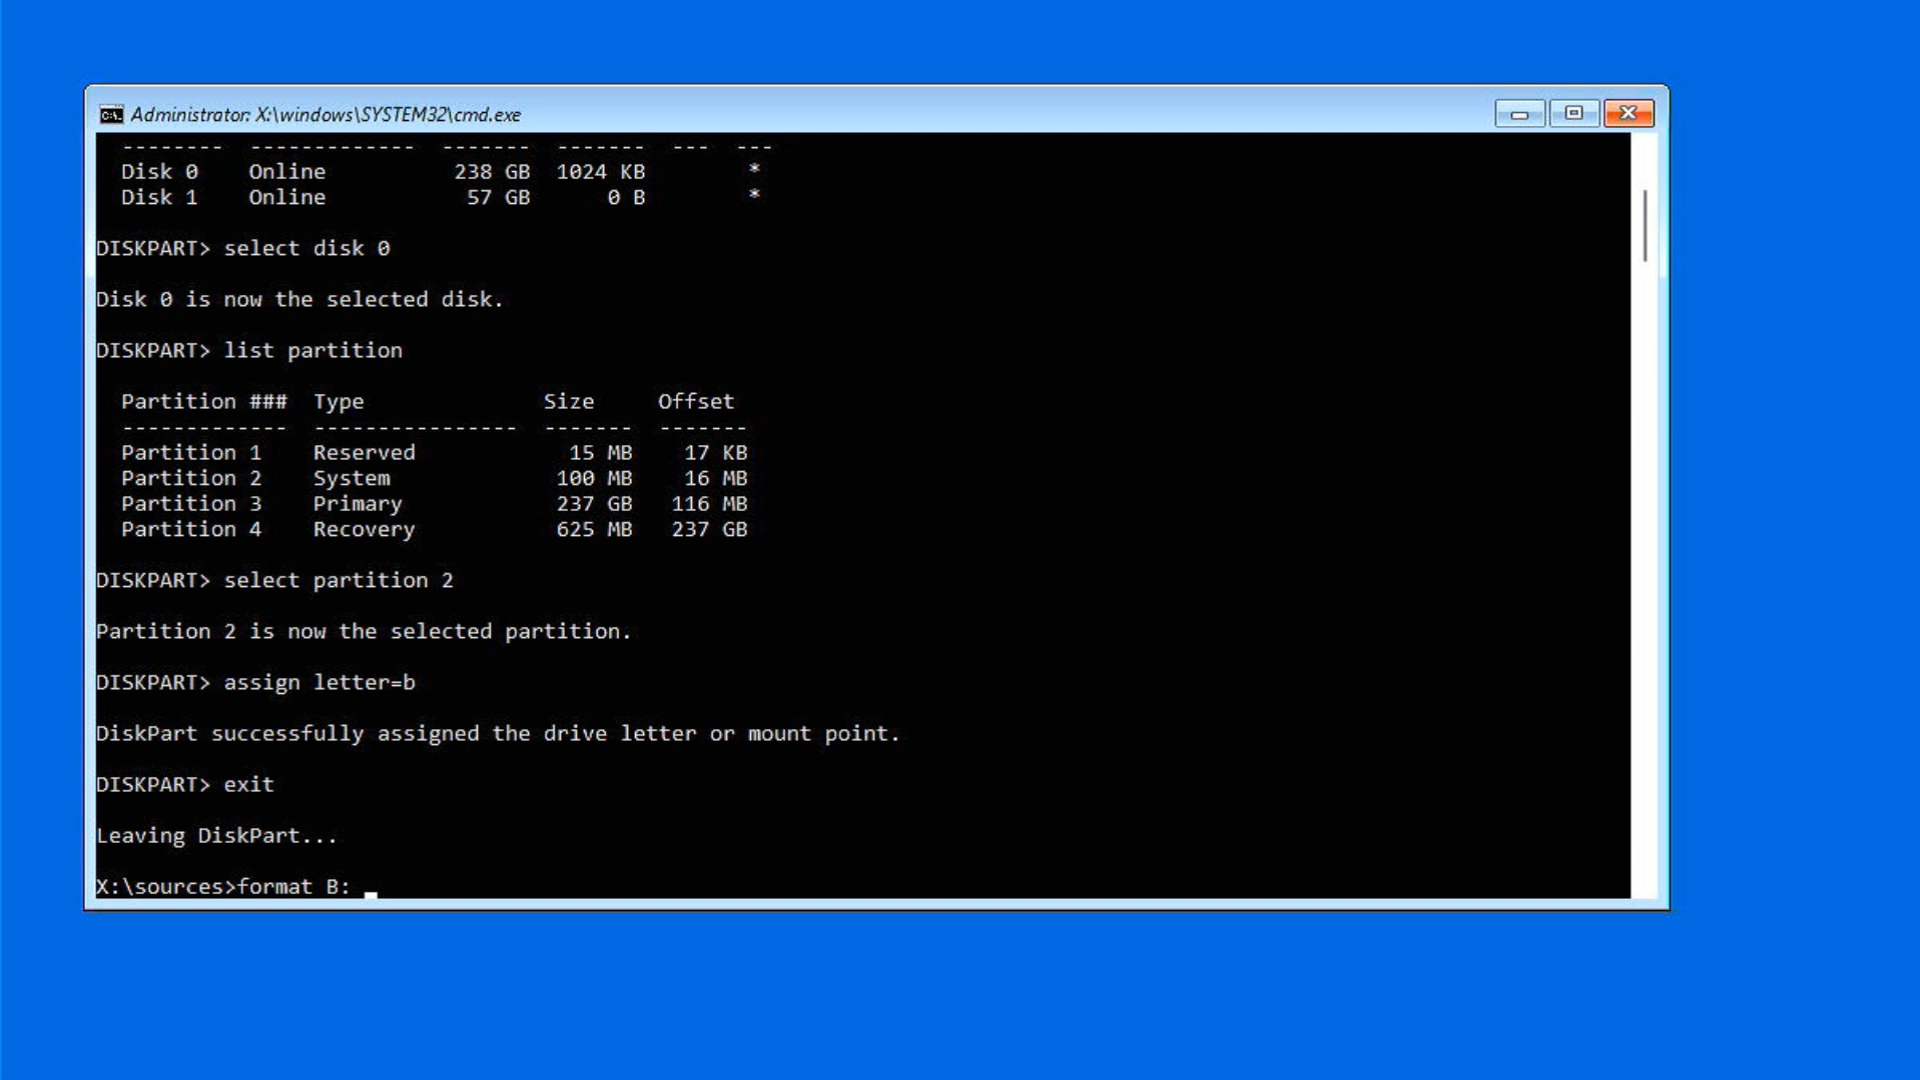 Administrator: X:\windows\SYSTEM32\cmd.exe
-------- ------------- ------- ------- --- ---
Disk 0 Online 238 GB 1024 KB *
Disk 1 Online 57 GB 0 B *
DISKPART> select disk 0
Disk 0 is now the selected disk.
DISKPART> list partition
Partition ### Type Size Offset
------------- ---------------- ------- -------
Partition 1 Reserved 15 MB 17 KB
Partition 2 System 100 MB 16 MB
Partition 3 Primary 237 GB 116 MB
Partition 4 Recovery 625 MB 237 GB
DISKPART> select partition 2
Partition 2 is now the selected partition.
DISKPART> assign letter=b
DiskPart successfully assigned the drive letter or mount point.
DISKPART> exit
Leaving DiskPart...
X:\sources>format B: _